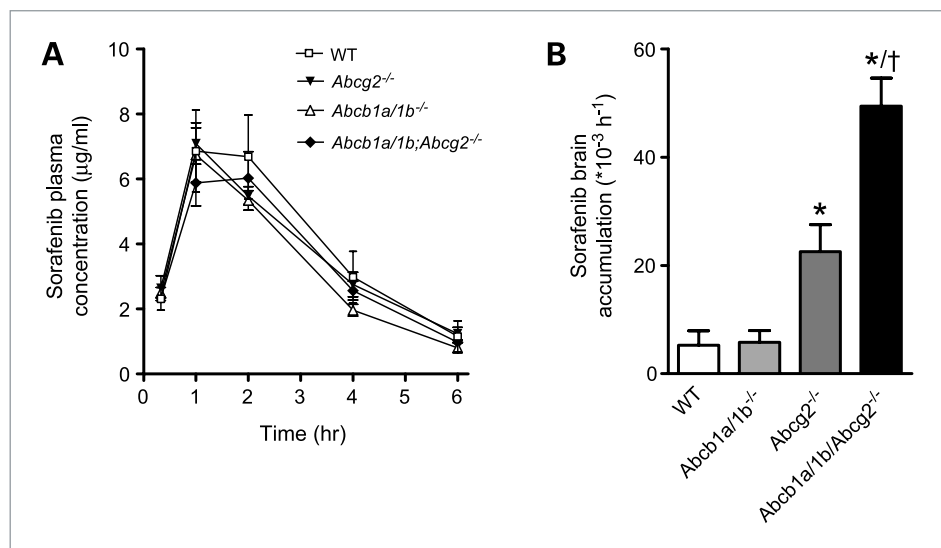 A
WT
Abcg2-/-
Abcb1a/1b-/-
Abcb1a/1b;Abcg2-/-
Sorafenib plasma
concentration (μg/ml)
10
8
6
4
2
0
0 1 2 3 4 5 6
Time (hr)
B
Sorafenib brain
accumulation (*10-3 h-1)
60
40
20
0
*
*/†
WT
Abcb1a/1b-/-
Abcg2-/-
Abcb1a/1b/Abcg2-/-